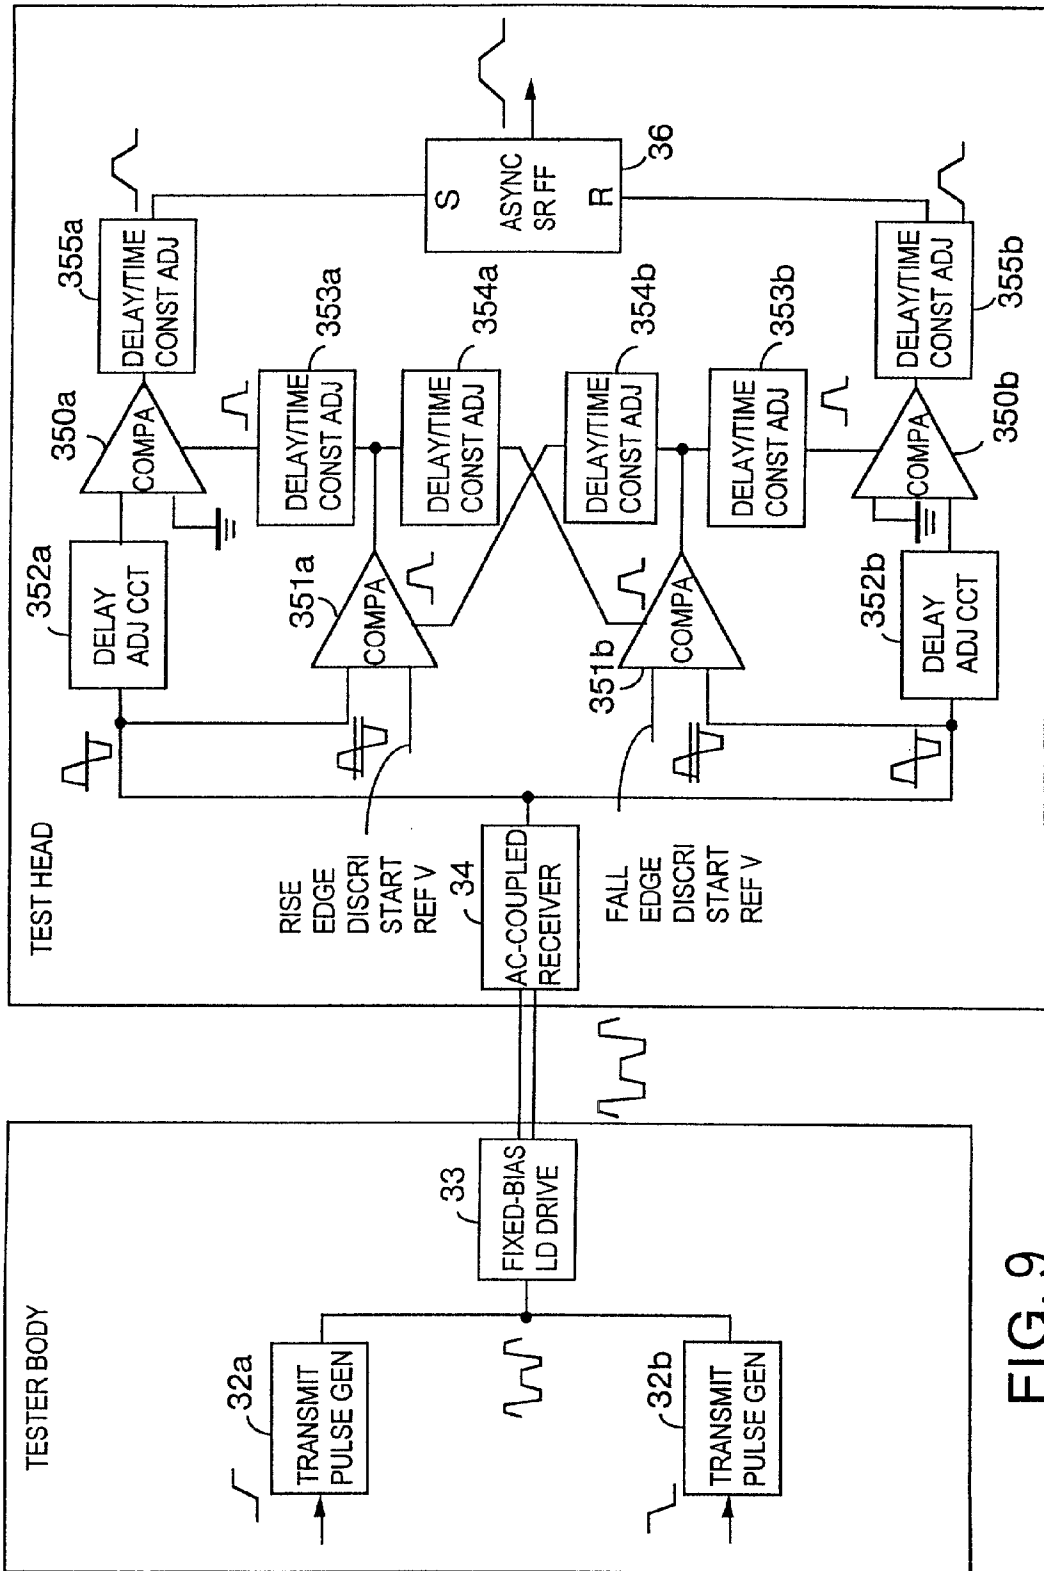 TESTER BODY
32a
TRANSMIT
PULSE GEN
32b
TRANSMIT
PULSE GEN
33
FIXED-BIAS
LD DRIVE
TEST HEAD
34
AC-COUPLED
RECEIVER
RISE
EDGE
DISCRI
START
REF V
FALL
EDGE
DISCRI
START
REF V
352a
DELAY
ADJ CCT
351a
COMPA
351b
COMPA
352b
DELAY
ADJ CCT
350a
COMPA
353a
DELAY/TIME
CONST ADJ
354a
DELAY/TIME
CONST ADJ
354b
DELAY/TIME
CONST ADJ
353b
DELAY/TIME
CONST ADJ
350b
COMPA
355a
DELAY/TIME
CONST ADJ
355b
DELAY/TIME
CONST ADJ
S
ASYNC
SR FF
R
36
FIG. 9